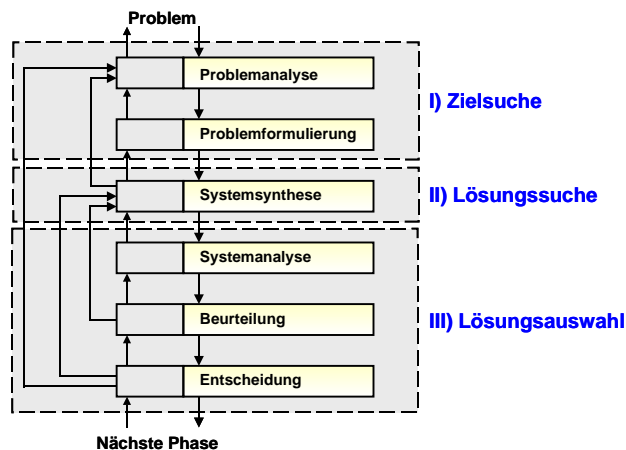 Problem
Problemanalyse
I) Zielsuche
Problemformulierung
Systemsynthese
II) Lösungssuche
Systemanalyse
Beurteilung
III) Lösungsauswahl
Entscheidung
Nächste Phase